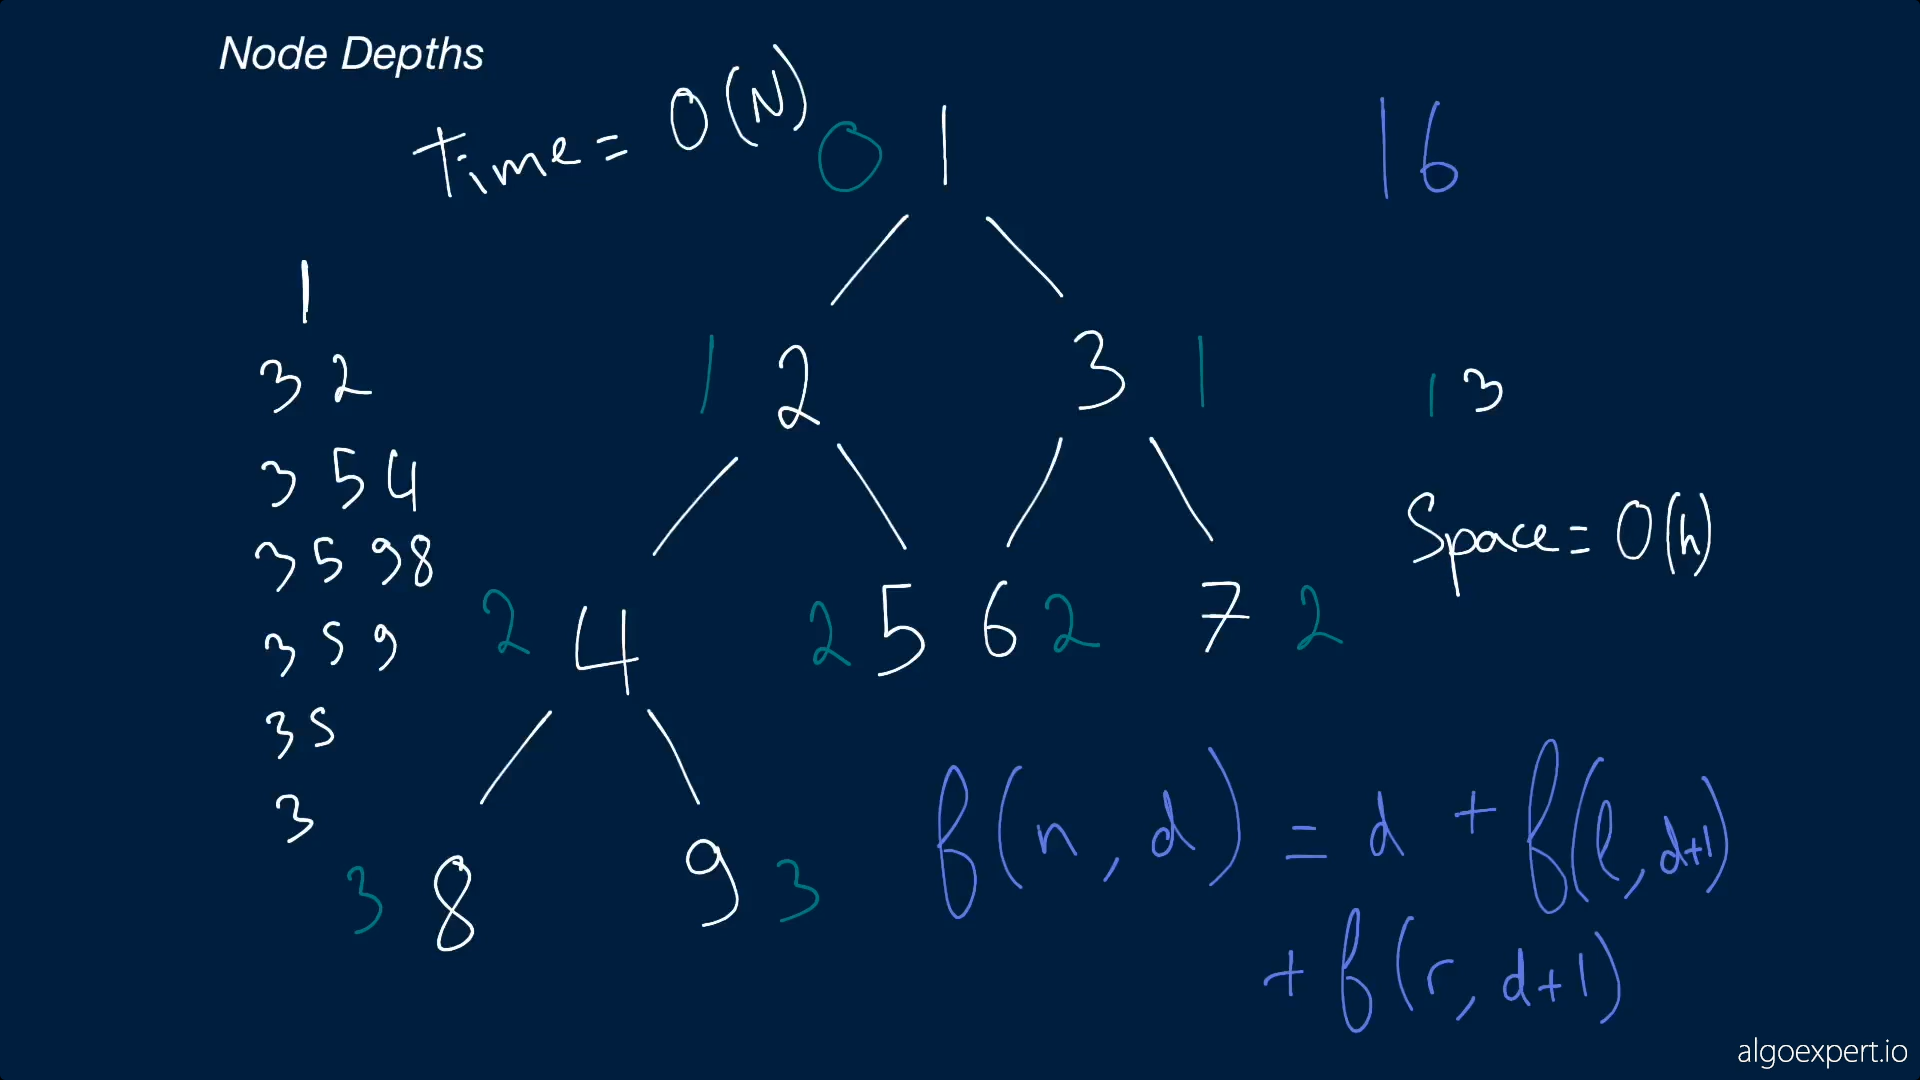 Node Depths
Time = O(N)
0 1
16
1
3 2
1 2
3 1
1 3
3 5 4
Space = O(h)
3 5 9 8
3 5 9
2 4
2 5
6 2
7 2
3 5
3
f(n, d) = d + f(l, d+1)
+ f(r, d+1)
3 8
9 3
algoexpert.io